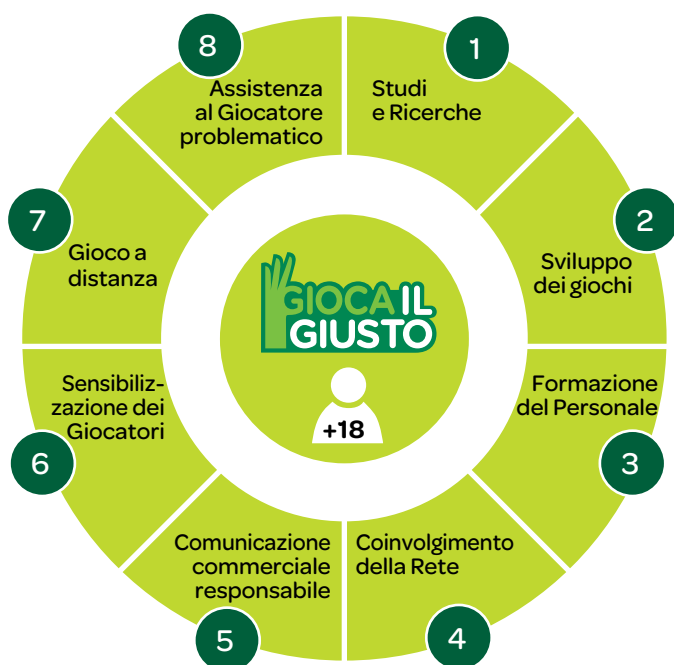 1
Studi
e Ricerche
2
Sviluppo
dei giochi
3
Formazione
del Personale
4
Coinvolgimento
della Rete
5
Comunicazione
commerciale
responsabile
6
Sensibiliz-
zazione dei
Giocatori
7
Gioco a
distanza
8
Assistenza
al Giocatore
problematico
GIOCA IL
GIUSTO
+18